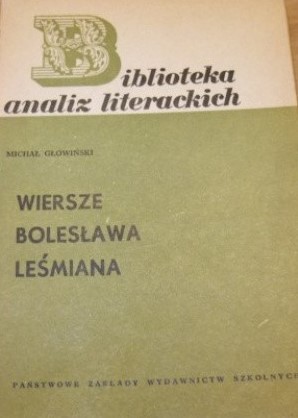 Biblioteka
analiz literackich
MICHAŁ GŁOWIŃSKI
WIERSZE
BOLESŁAWA
LEŚMIANA
PAŃSTWOWE ZAKŁADY WYDAWNICTW SZKOLNYCH